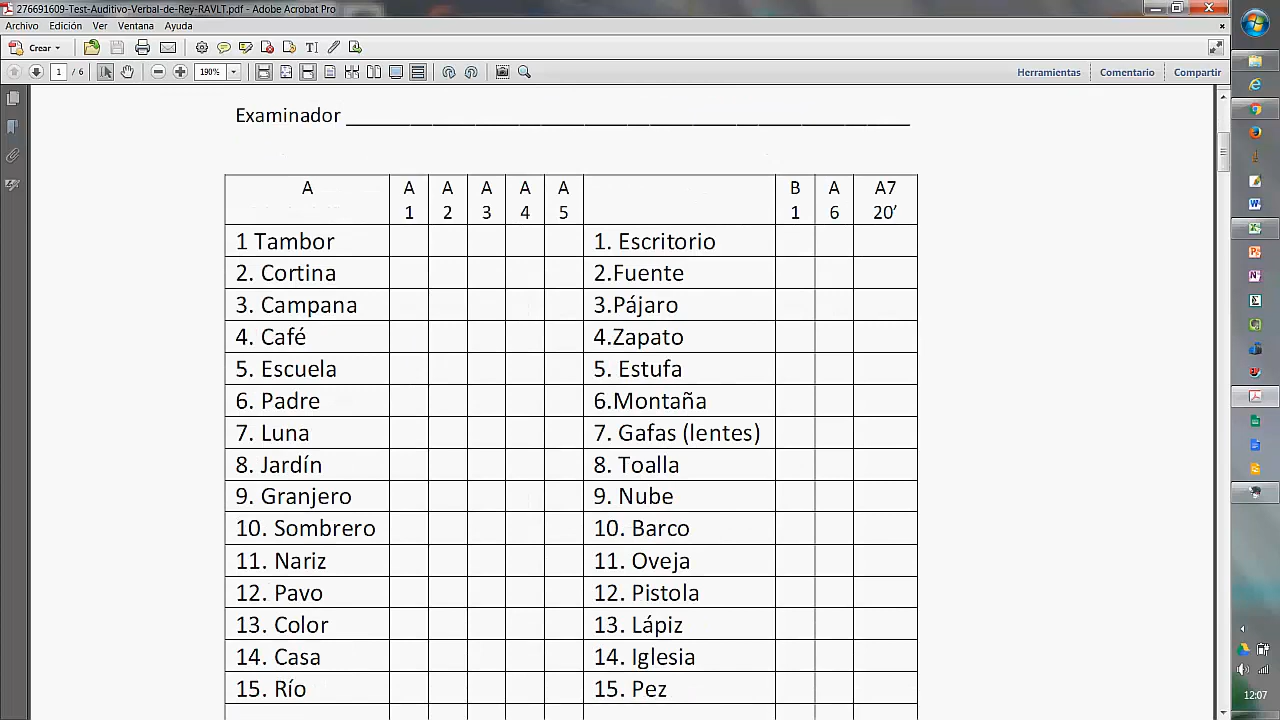 276691609-Test-Auditivo-Verbal-de-Rey-RAVLT.pdf - Adobe Acrobat Pro
Archivo Edición Ver Ventana Ayuda
Crear
1 / 6 190% Herramientas Comentario Compartir
Examinador
A A 1 A 2 A 3 A 4 A 5 B 1 A 6 A7 20’
1 Tambor 1. Escritorio
2. Cortina 2.Fuente
3. Campana 3.Pájaro
4. Café 4.Zapato
5. Escuela 5. Estufa
6. Padre 6.Montaña
7. Luna 7. Gafas (lentes)
8. Jardín 8. Toalla
9. Granjero 9. Nube
10. Sombrero 10. Barco
11. Nariz 11. Oveja
12. Pavo 12. Pistola
13. Color 13. Lápiz
14. Casa 14. Iglesia
15. Río 15. Pez
12:07